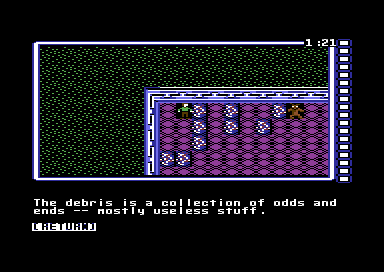 1:21
The debris is a collection of odds and
ends -- mostly useless stuff.
[RETURN]